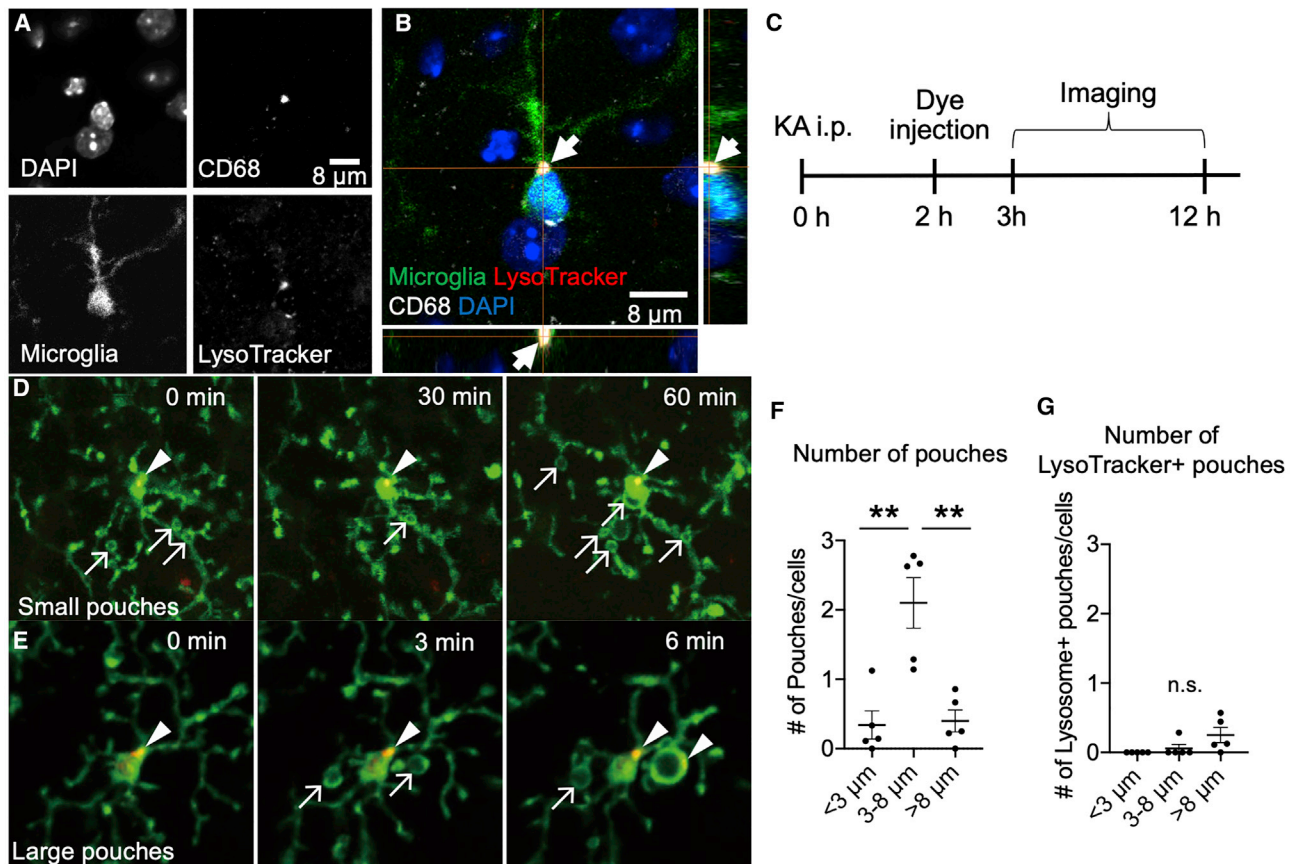 A
DAPI
CD68
8 µm
Microglia
LysoTracker
B
Microglia LysoTracker
CD68 DAPI
8 µm
C
KA i.p.
Dye
injection
Imaging
0 h
2 h
3h
12 h
D
0 min
30 min
60 min
Small pouches
E
0 min
3 min
6 min
Large pouches
F
Number of pouches
** **
# of Pouches/cells
3
2
1
0
<3 µm
3-8 µm
>8 µm
G
Number of
LysoTracker+ pouches
# of Lysosome+ pouches/cells
3
2
1
0
n.s.
<3 µm
3-8 µm
>8 µm